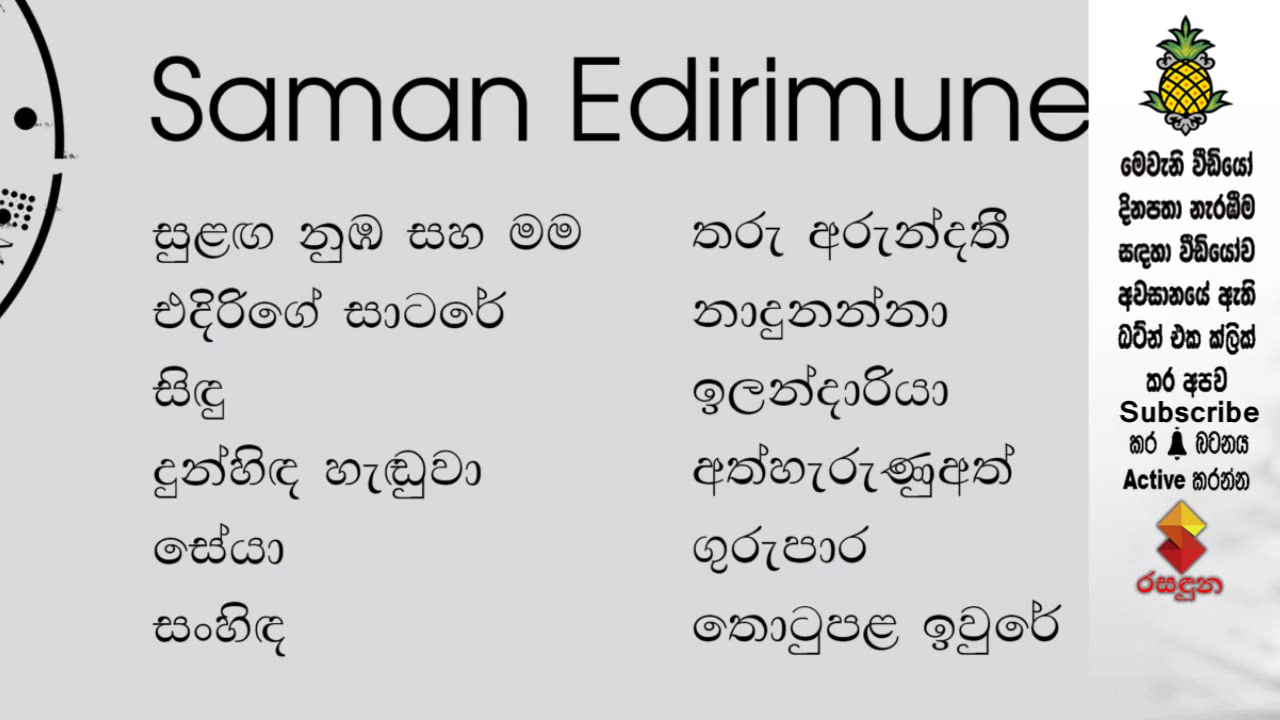 Saman Edirimune
සුළඟ නුඹ සහ මම
එදිරිගේ සාටරේ
සිඳු
දුන්හිඳ හැඬුවා
සේයා
සංහිඳ
තරු අරුන්දතී
නාදුනන්නා
ඉලන්දාරියා
අත්හැරුණුඅත්
ගුරුපාර
තොටුපළ ඉවුරේ
මෙවැනි වීඩියෝ
දිනපතා නැරඹීම
සඳහා වීඩියෝව
අවසානයේ ඇති
බටන් එක ක්ලික්
කර අපව
Subscribe
කර බටනය
Active කරන්න
රසඳුන